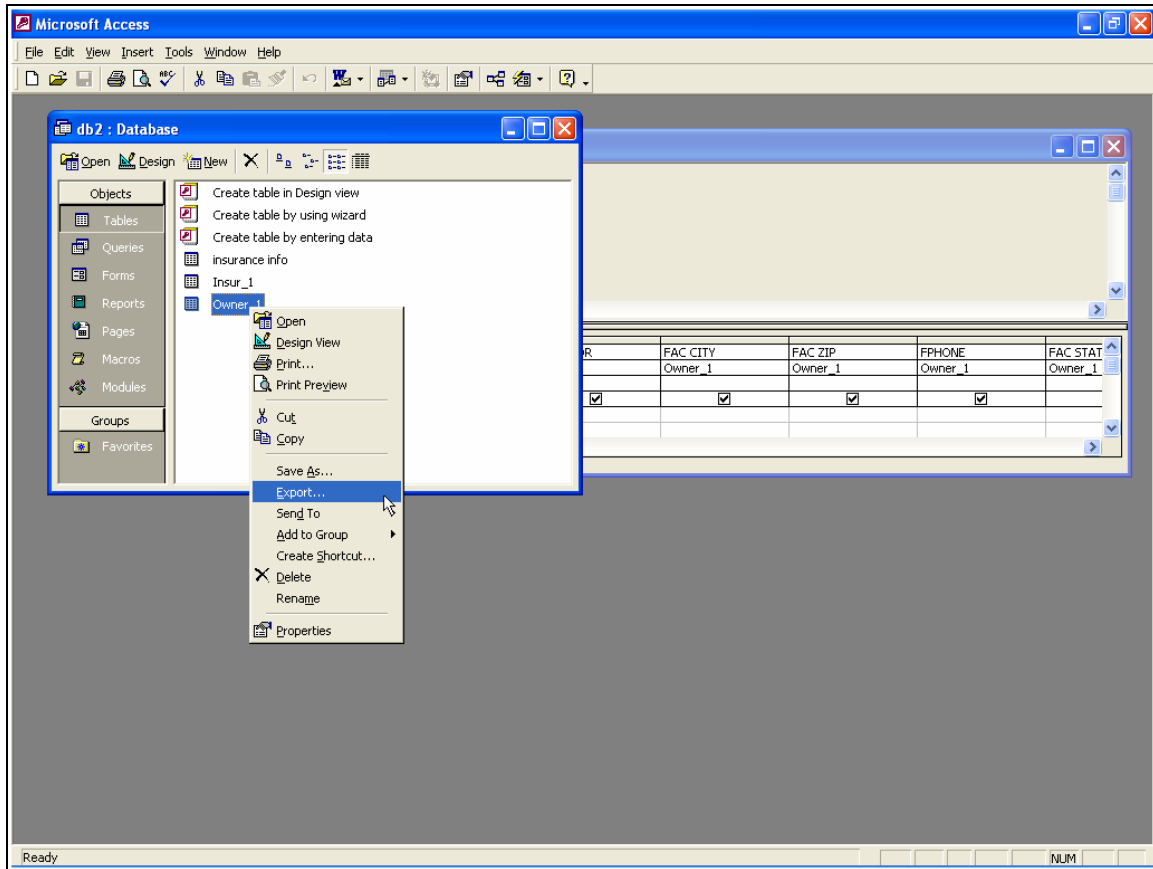 Microsoft Access
File Edit View Insert Tools Window Help
db2 : Database
Open Design New
Objects
Tables
Queries
Forms
Reports
Pages
Macros
Modules
Groups
Favorites
Create table in Design view
Create table by using wizard
Create table by entering data
insurance info
Insur_1
Owner_1
Open
Design View
Print...
Print Preview
Cut
Copy
Save As...
Export...
Send To
Add to Group
Create Shortcut...
Delete
Rename
Properties
R FAC CITY FAC ZIP FPHONE FAC STAT
Owner_1 Owner_1 Owner_1 Owner_1
Ready NUM